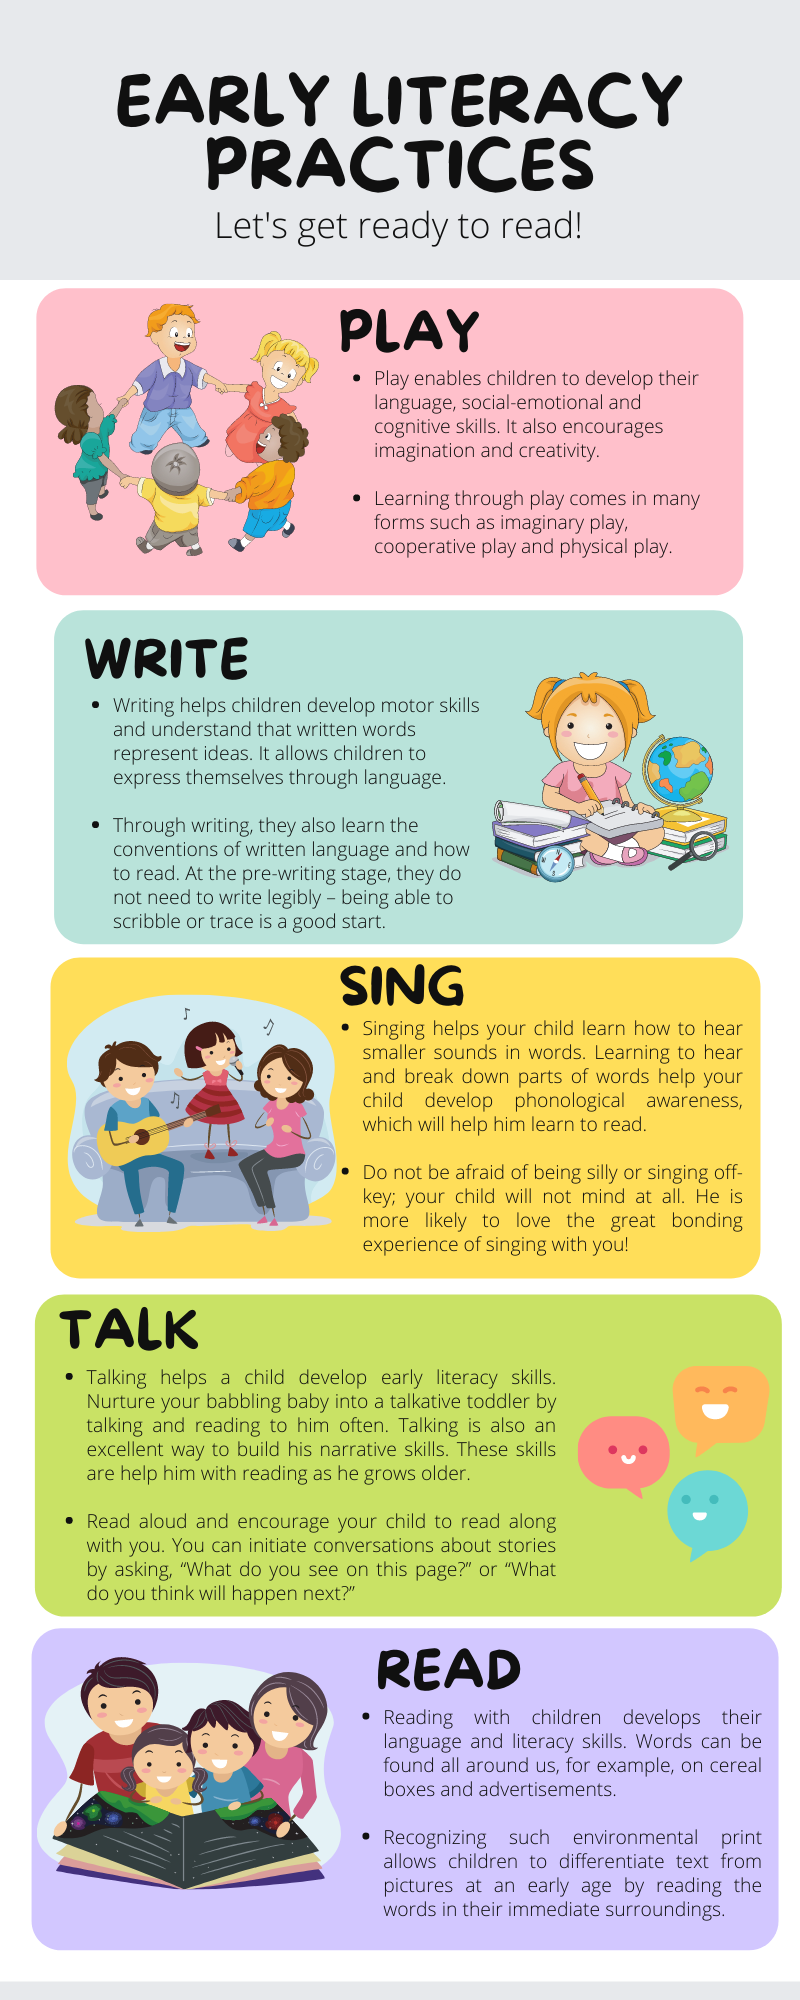 EARLY LITERACY
PRACTICES
Let's get ready to read!
PLAY
• Play enables children to develop their
language, social-emotional and
cognitive skills. It also encourages
imagination and creativity.
• Learning through play comes in many
forms such as imaginary play,
cooperative play and physical play.
WRITE
• Writing helps children develop motor skills
and understand that written words
represent ideas. It allows children to
express themselves through language.
• Through writing, they also learn the
conventions of written language and how
to read. At the pre-writing stage, they do
not need to write legibly – being able to
scribble or trace is a good start.
SING
• Singing helps your child learn how to hear
smaller sounds in words. Learning to hear
and break down parts of words help your
child develop phonological awareness,
which will help him learn to read.
• Do not be afraid of being silly or singing off-
key; your child will not mind at all. He is
more likely to love the great bonding
experience of singing with you!
TALK
• Talking helps a child develop early literacy skills.
Nurture your babbling baby into a talkative toddler by
talking and reading to him often. Talking is also an
excellent way to build his narrative skills. These skills
are help him with reading as he grows older.
• Read aloud and encourage your child to read along
with you. You can initiate conversations about stories
by asking, “What do you see on this page?” or “What
do you think will happen next?”
READ
• Reading with children develops their
language and literacy skills. Words can be
found all around us, for example, on cereal
boxes and advertisements.
• Recognizing such environmental print
allows children to differentiate text from
pictures at an early age by reading the
words in their immediate surroundings.